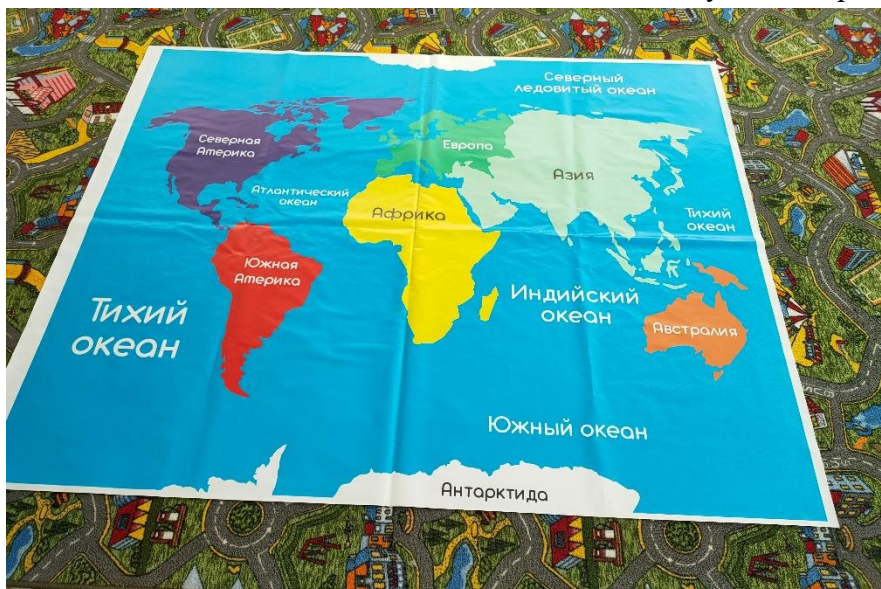 Северный
ледовитый океан
Северная
Америка
Европа
Азия
Атлантический
океан
Африка
Тихий
океан
Южная
Америка
Индийский
океан
Тихий
океан
Австралия
Южный океан
Антарктида